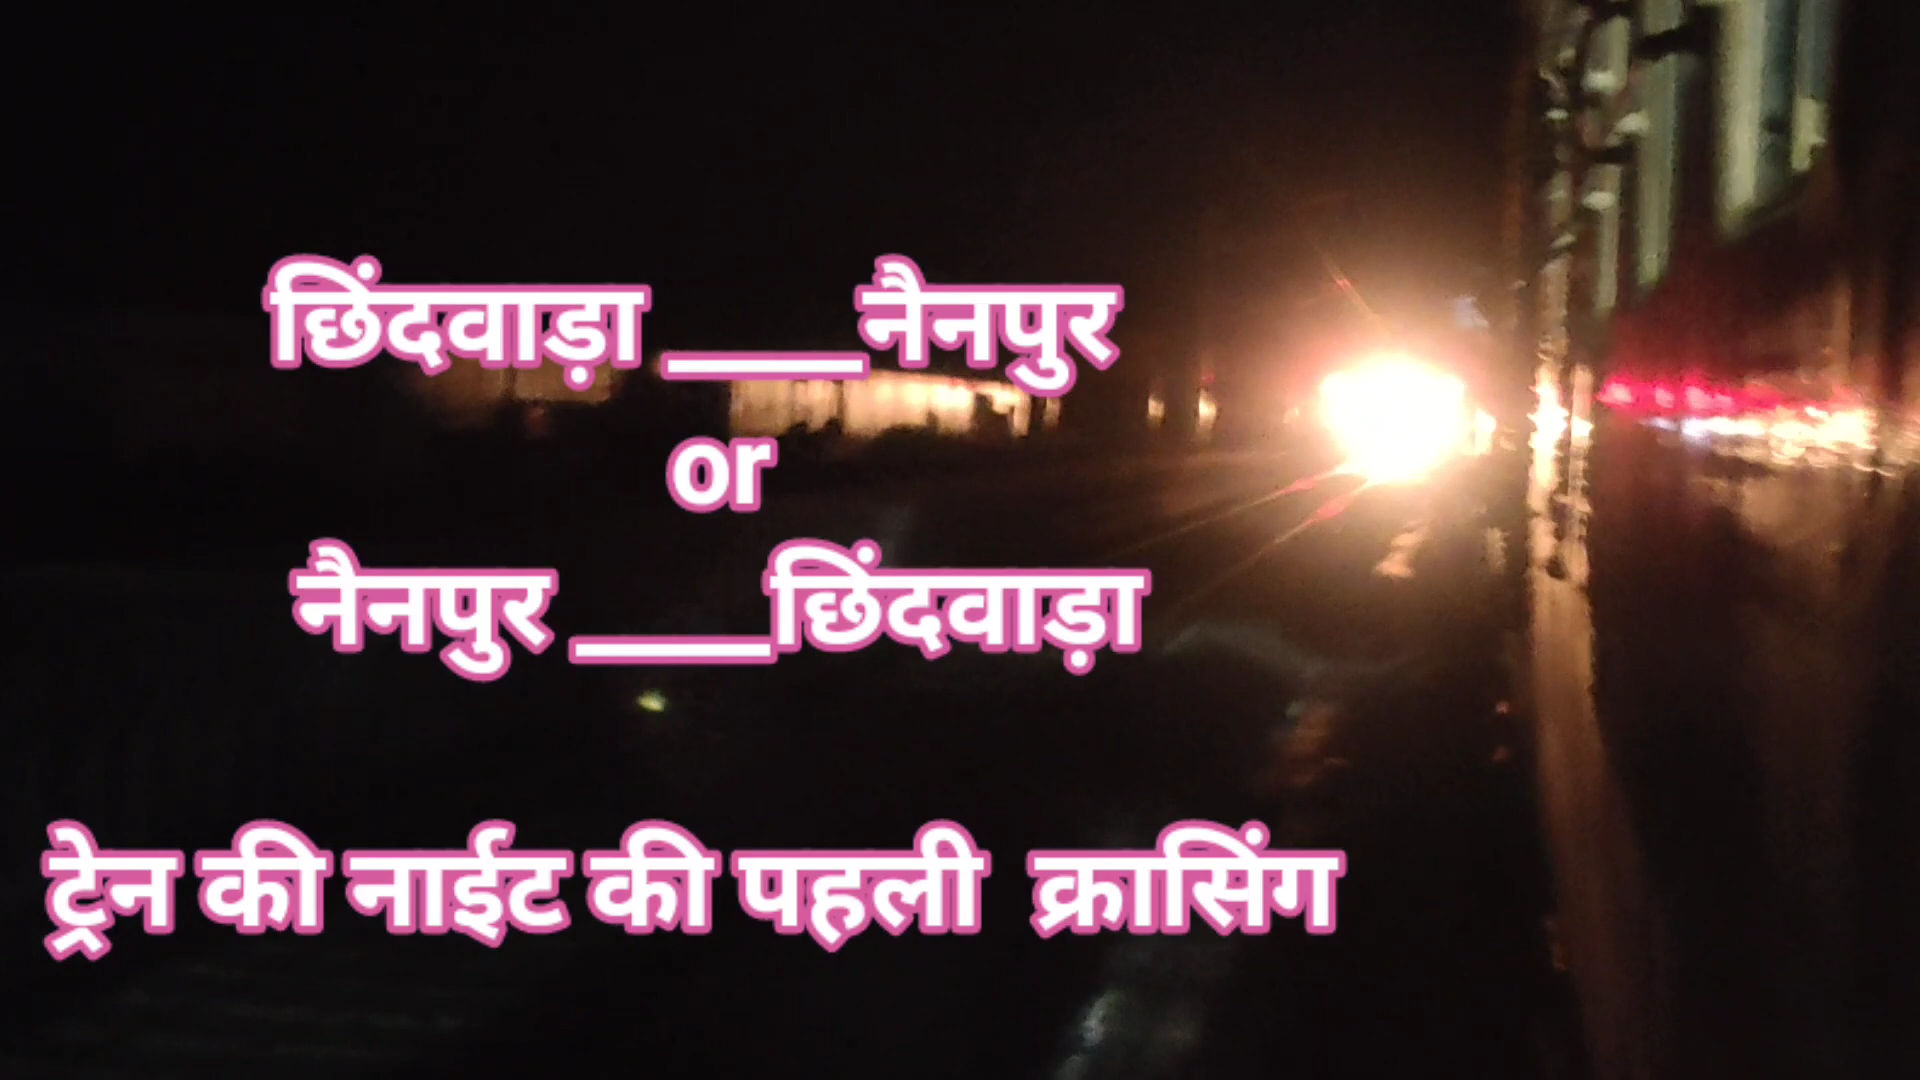 छिंदवाड़ा ___नैनपुर
or
नैनपुर ___छिंदवाड़ा
ट्रेन की नाईट की पहली क्रासिंग